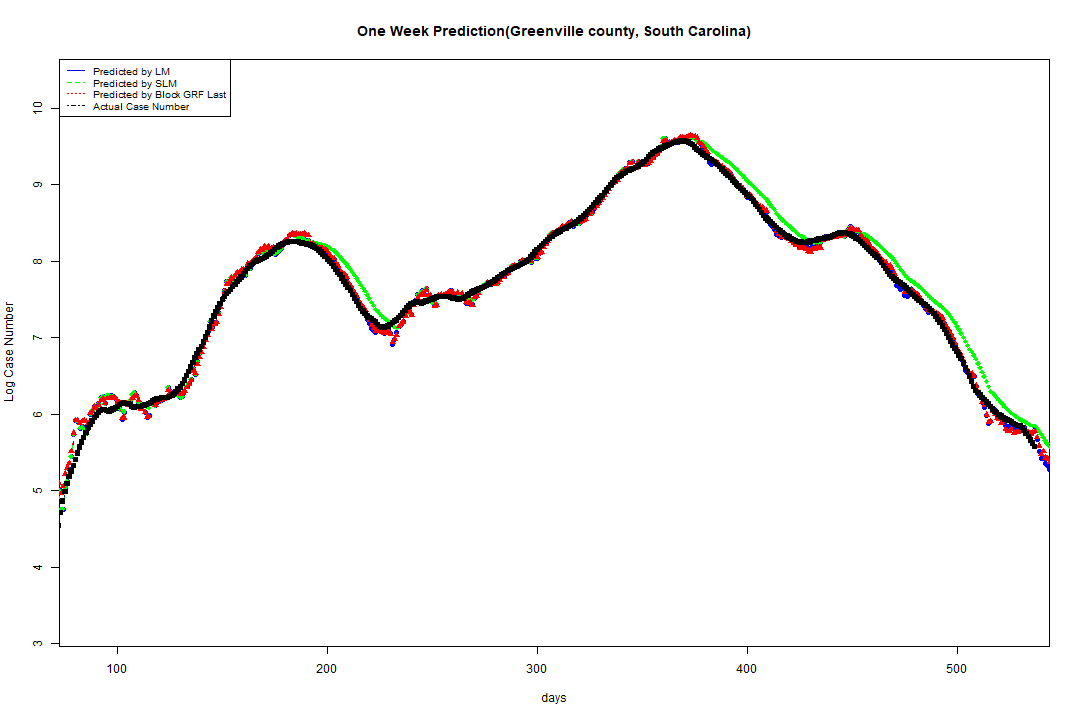 One Week Prediction(Greenville county, South Carolina)
Predicted by LM
Predicted by SLM
Predicted by Block GRF Last
Actual Case Number
10
9
8
7
6
5
4
3
Log Case Number
100 200 300 400 500
days